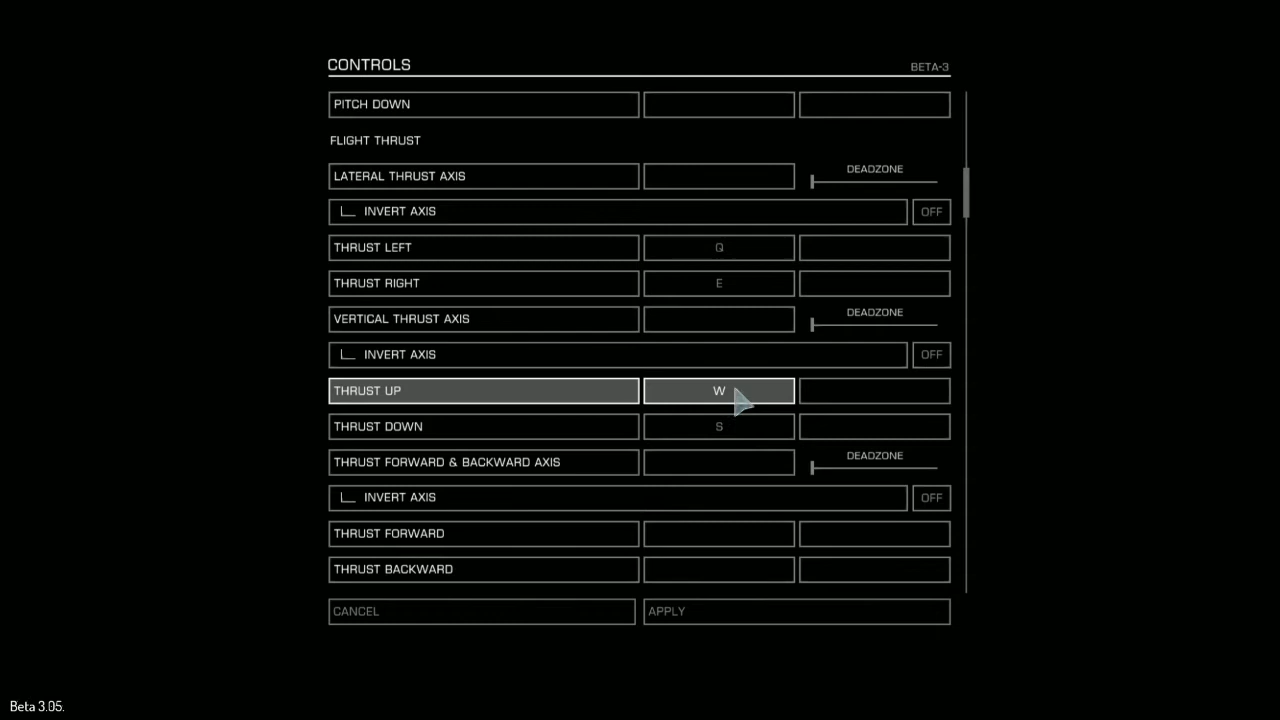 CONTROLS BETA-3
PITCH DOWN
FLIGHT THRUST
LATERAL THRUST AXIS DEADZONE
INVERT AXIS OFF
THRUST LEFT Q
THRUST RIGHT E
VERTICAL THRUST AXIS DEADZONE
INVERT AXIS OFF
THRUST UP W
THRUST DOWN S
THRUST FORWARD & BACKWARD AXIS DEADZONE
INVERT AXIS OFF
THRUST FORWARD
THRUST BACKWARD
CANCEL APPLY
Beta 3.05.